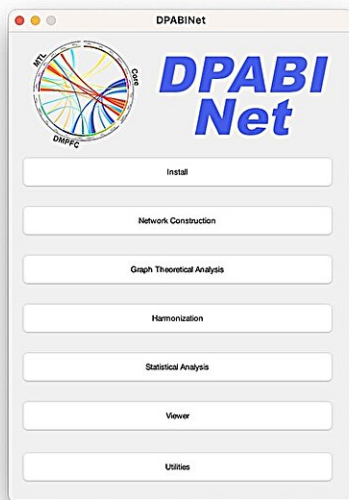 DPABINet
MTL
Core
DMPFC
DPABI
Net
Install
Network Construction
Graph Theoretical Analysis
Harmonization
Statistical Analysis
Viewer
Utilities